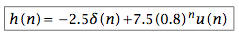 h(n) = −2.5δ(n)+7.5(0.8)ⁿu(n)